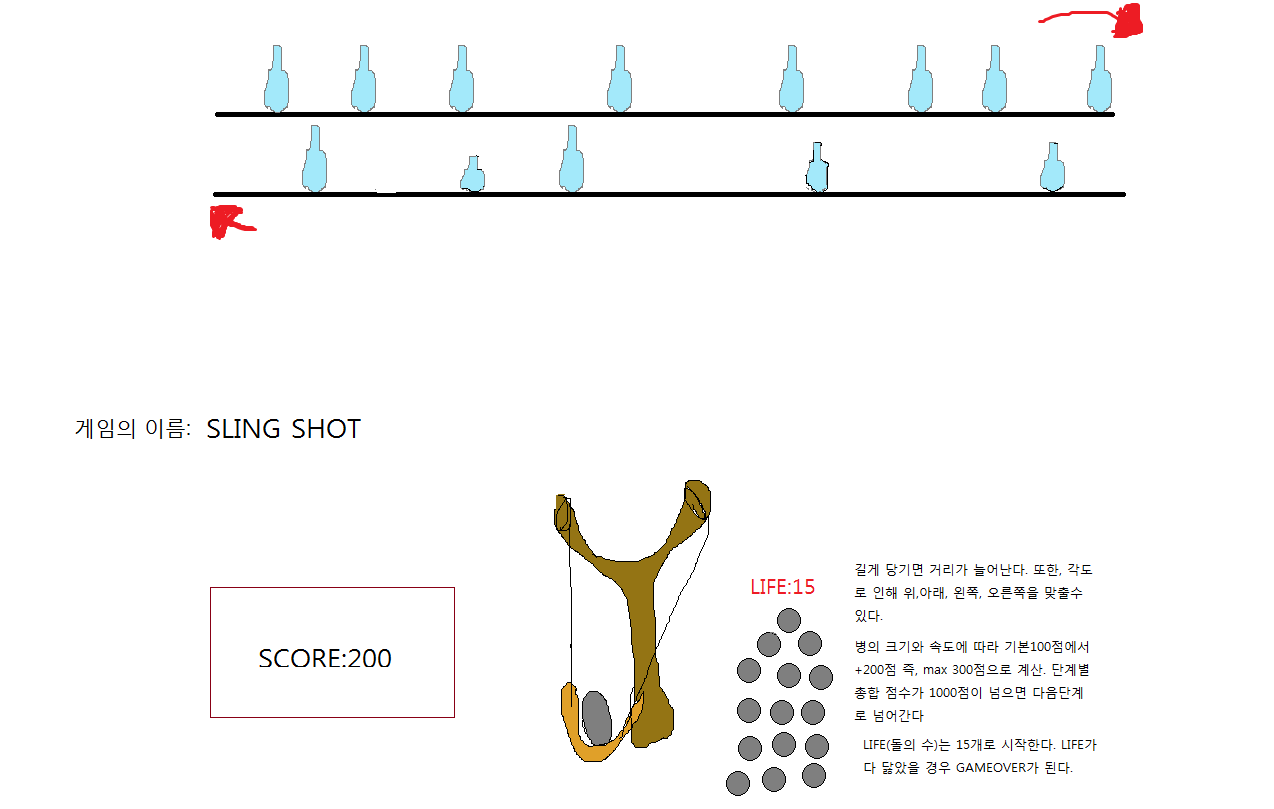 게임의 이름: SLING SHOT
SCORE:200
LIFE:15
길게 당기면 거리가 늘어난다. 또한, 각도
로 인해 위,아래, 왼쪽, 오른쪽을 맞출수
있다.
병의 크기와 속도에 따라 기본100점에서
+200점 즉, max 300점으로 계산. 단계별
총합 점수가 1000점이 넘으면 다음단계
로 넘어간다
LIFE(돌의 수)는 15개로 시작한다. LIFE가
다 닳았을 경우 GAMEOVER가 된다.